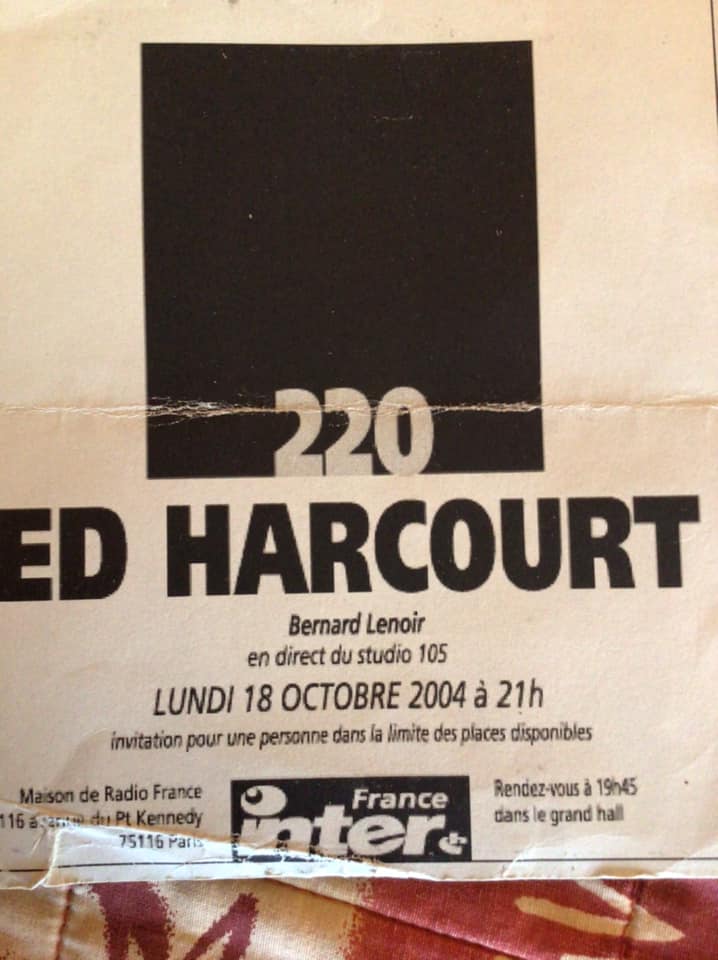 220
ED HARCOURT
Bernard Lenoir
en direct du studio 105
LUNDI 18 OCTOBRE 2004 à 21h
invitation pour une personne dans la limite des places disponibles
Maison de Radio France
116 avenue du Pt Kennedy
75116 Paris
France
inter
Rendez-vous à 19h45
dans le grand hall